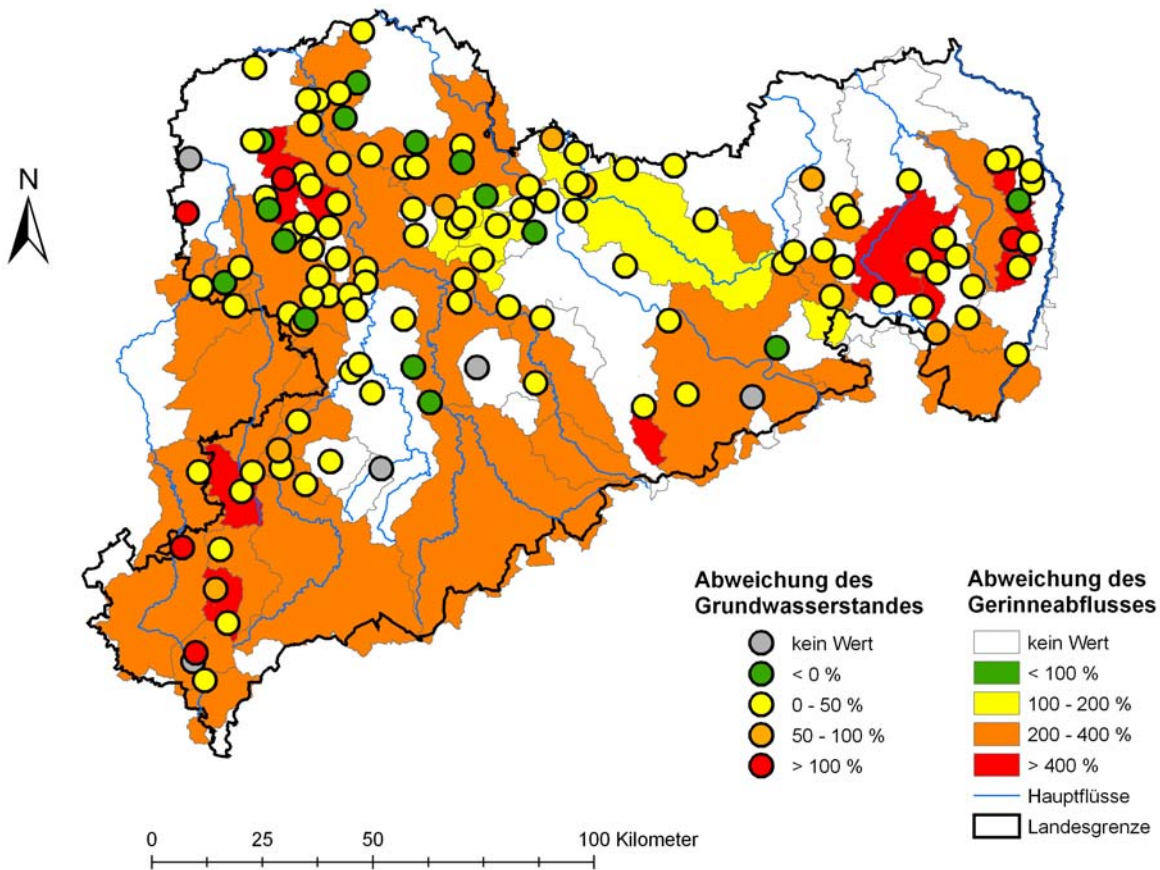 N
Abweichung des
Grundwasserstandes
kein Wert
< 0 %
0 - 50 %
50 - 100 %
> 100 %
Abweichung des
Gerinneabflusses
kein Wert
< 100 %
100 - 200 %
200 - 400 %
> 400 %
Hauptflüsse
Landesgrenze
0 25 50 100 Kilometer